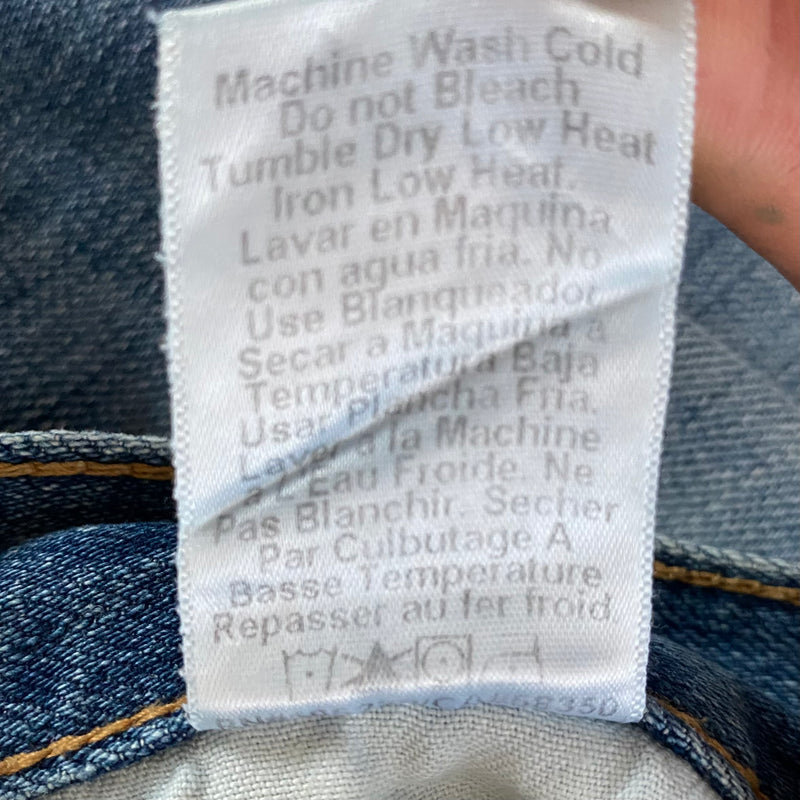 Machine Wash Cold
Do not Bleach
Tumble Dry Low Heat
Iron Low Heat.
Lavar en Maquina
con agua fria. No
Use Blanqueador
Secar a Maquina a
Temperatura Baja
Usar Plancha Fria.
Laver a la Machine
a L'Eau Froide. Ne
Pas Blanchir. Secher
Par Culbutage A
Basse Temperature
Repasser au fer froid.